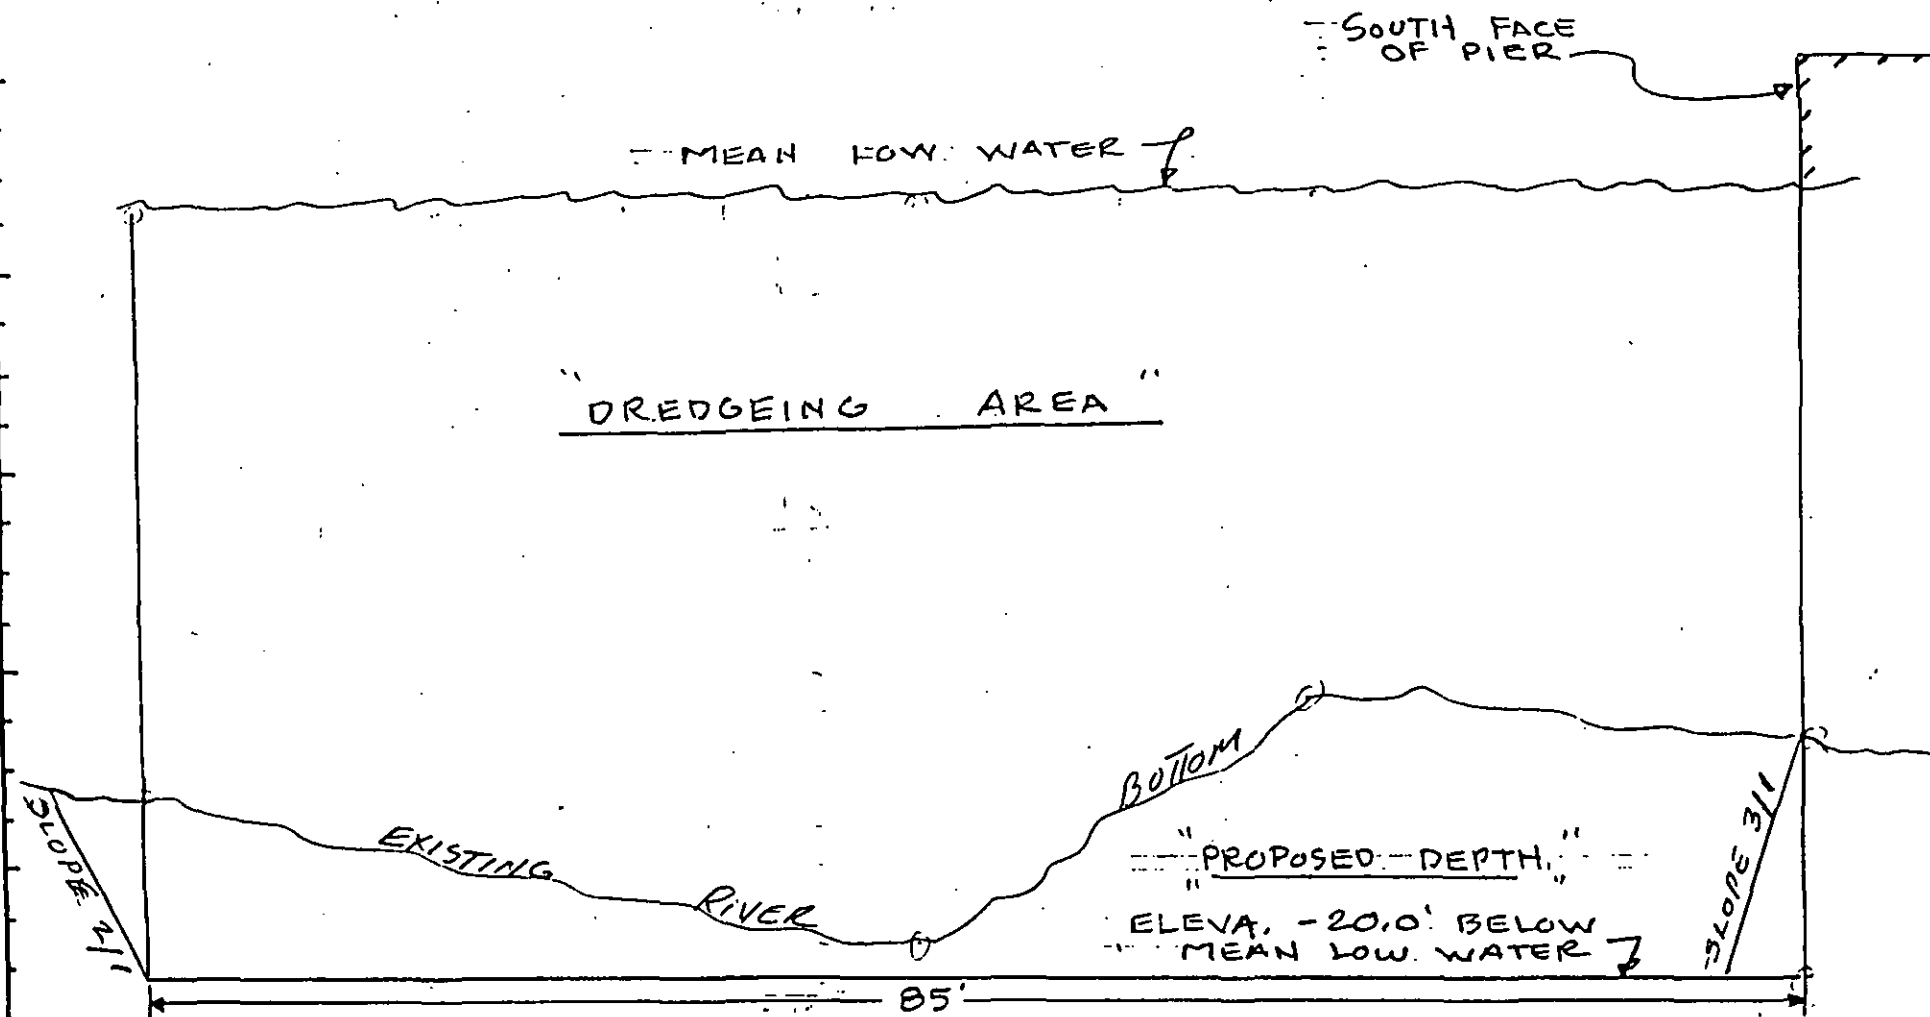 SOUTH FACE
OF PIER
MEAN LOW WATER
"DREDGEING AREA"
EXISTING RIVER BOTTOM
SLOPE 2/1
"PROPOSED DEPTH."
" "
ELEVA. -20.0' BELOW
MEAN LOW WATER
SLOPE 3/1
85'